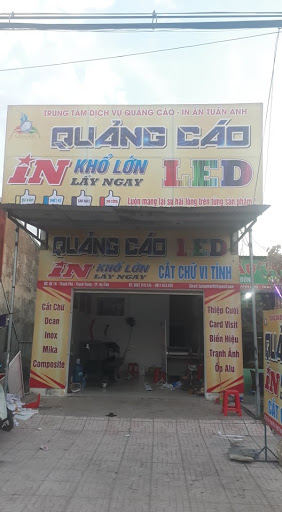 TRUNG TÂM DỊCH VỤ QUẢNG CÁO - IN ẤN TUẤN ANH
QUẢNG CÁO
iN KHỔ LỚN
LẤY NGAY
LED
Luôn mang lại sự hài lòng trên từng sản phẩm
QUẢNG CÁO LED
iN KHỔ LỚN
LẤY NGAY
CẮT CHỮ VI TÍNH
Cắt Chữ
Dcan
Inox
Mika
Composite
Thiệp Cưới
Card Visit
Biển Hiệu
Tranh Ảnh
Ốp Alu